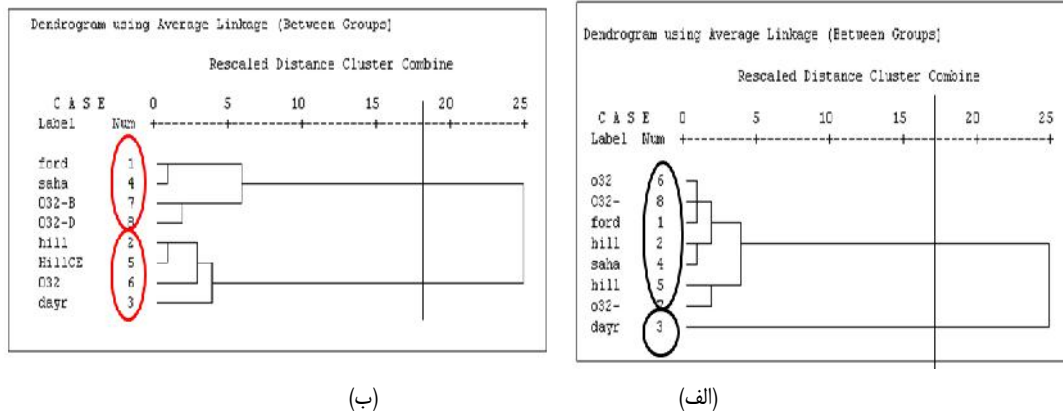 Dendrogram using Average Linkage (Between Groups)
Rescaled Distance Cluster Combine
C A S E 0 5 10 15 20 25
Label Num +---------+---------+---------+---------+---------+
ford 1
saha 4
O32-B 7
O32-D 8
hill 2
HillCE 5
O32 6
dayr 3
(ب)
Dendrogram using Average Linkage (Between Groups)
Rescaled Distance Cluster Combine
C A S E 0 5 10 15 20 25
Label Num +---------+---------+---------+---------+---------+
o32 6
O32- 8
ford 1
hill 2
saha 4
hill 5
o32-
dayr 3
(الف)